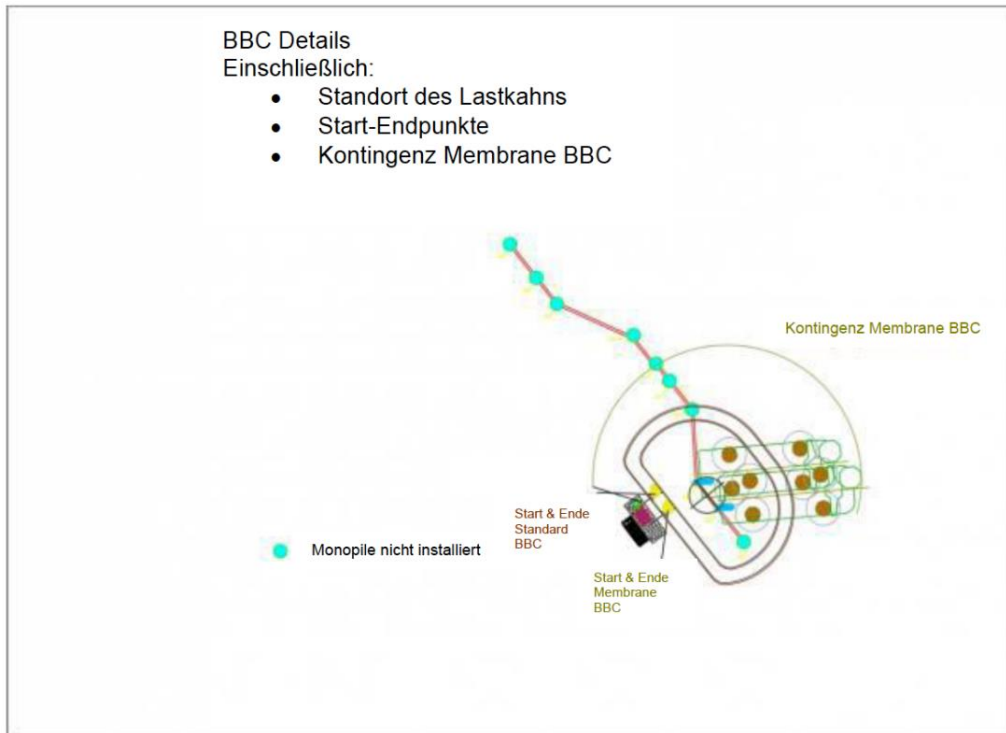 BBC Details
Einschließlich:
• Standort des Lastkahns
• Start-Endpunkte
• Kontingenz Membrane BBC
Kontingenz Membrane BBC
Start & Ende
Standard
BBC
Monopile nicht installiert
Start & Ende
Membrane
BBC